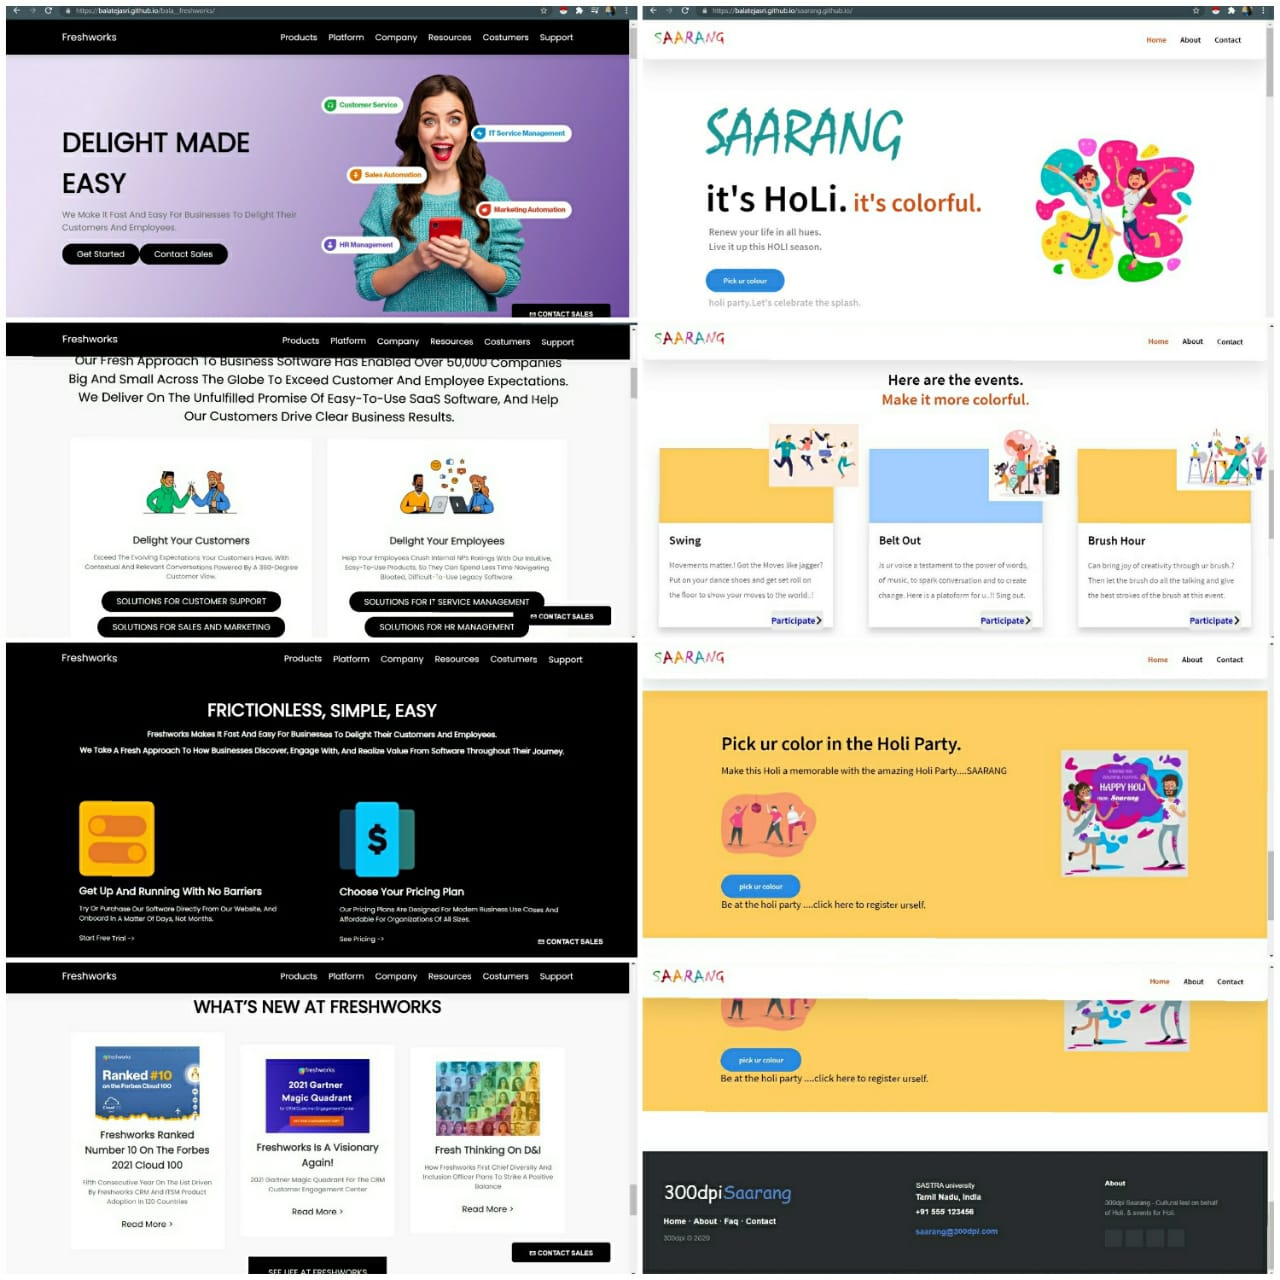 https://balatejasri.github.io/bala_freshworks/
Freshworks
Products Platform Company Resources Costumers Support
DELIGHT MADE
EASY
We Make It Fast And Easy For Businesses To Delight Their
Customers And Employees.
Get Started Contact Sales
Customer Service
IT Service Management
Sales Automation
Marketing Automation
HR Management
CONTACT SALES
Freshworks
Products Platform Company Resources Costumers Support
Our Fresh Approach To Business Software Has Enabled Over 50,000 Companies
Big And Small Across The Globe To Exceed Customer And Employee Expectations.
We Deliver On The Unfulfilled Promise Of Easy-To-Use SaaS Software, And Help
Our Customers Drive Clear Business Results.
Delight Your Customers
Exceed The Evolving Expectations Your Customers Have, With
Contextual And Relevant Conversations Powered By A 360-Degree
Customer View.
SOLUTIONS FOR CUSTOMER SUPPORT
SOLUTIONS FOR SALES AND MARKETING
Delight Your Employees
Help Your Employees Crush Internal NPS Ratings With Our Intuitive,
Easy-To-Use Products, So They Can Spend Less Time Navigating
Bloated, Difficult-To-Use Legacy Software.
SOLUTIONS FOR IT SERVICE MANAGEMENT
SOLUTIONS FOR HR MANAGEMENT
CONTACT SALES
Freshworks
Products Platform Company Resources Costumers Support
FRICTIONLESS, SIMPLE, EASY
Freshworks Makes It Fast And Easy For Businesses To Delight Their Customers And Employees.
We Take A Fresh Approach To How Businesses Discover, Engage With, And Realize Value From Software Throughout Their Journey.
Get Up And Running With No Barriers
Try Or Purchase Our Software Directly From Our Website, And
Onboard In A Matter Of Days, Not Months.
Start Free Trial ->
$
Choose Your Pricing Plan
Our Pricing Plans Are Designed For Modern Business Use Cases And
Affordable For Organizations Of All Sizes.
See Pricing ->
CONTACT SALES
Freshworks
Products Platform Company Resources Costumers Support
WHAT'S NEW AT FRESHWORKS
freshworks
Ranked #10
on the Forbes Cloud 100
Freshworks Ranked
Number 10 On The Forbes
2021 Cloud 100
Fifth Consecutive Year On The List Driven
By Freshworks CRM And ITSM Product
Adoption In 120 Countries
Read More >
freshworks
2021 Gartner
Magic Quadrant
for CRM Customer Engagement Center
Freshworks Is A Visionary
Again!
2021 Gartner Magic Quadrant For The CRM
Customer Engagement Center
Read More >
Fresh Thinking On D&I
How Freshworks First Chief Diversity And
Inclusion Officer Plans To Strike A Positive
Balance
Read More >
CONTACT SALES
SEE LIFE AT FRESHWORKS
https://balatejasri.github.io/saarang.github.io/
SAARANG
Home About Contact
SAARANG
it's HoLi. it's colorful.
Renew your life in all hues.
Live it up this HOLI season.
Pick ur colour
holi party.Let's celebrate the splash.
SAARANG
Home About Contact
Here are the events.
Make it more colorful.
Swing
Movements matter.! Got the Moves like jagger?
Put on your dance shoes and get set roll on
the floor to show your moves to the world..!
Participate>
Belt Out
Is ur voice a testament to the power of words,
of music, to spark conversation and to create
change. Here is a platoform for u..!! Sing out.
Participate>
Brush Hour
Can bring joy of creativity through ur brush.?
Then let the brush do all the talking and give
the best strokes of the brush at this event.
Participate>
SAARANG
Home About Contact
Pick ur color in the Holi Party.
Make this Holi a memorable with the amazing Holi Party....SAARANG
pick ur colour
Be at the holi party ....click here to register urself.
HAPPY HOLI
Saarang
SAARANG
Home About Contact
pick ur colour
Be at the holi party ....click here to register urself.
300dpiSaarang
Home · About · Faq · Contact
300dpi © 2020
SASTRA university
Tamil Nadu, India
+91 555 123456
saarang@300dpi.com
About
300dpi Saarang - Cultural fest on behalf
of Holi. & events for Holi.